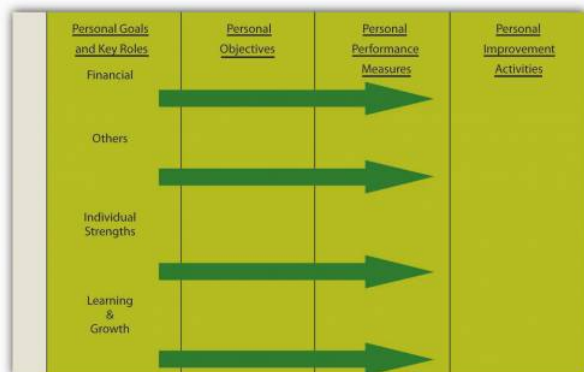 Personal Goals
and Key Roles
Personal
Objectives
Personal
Performance
Measures
Personal
Improvement
Activities
Financial
Others
Individual
Strengths
Learning
&
Growth